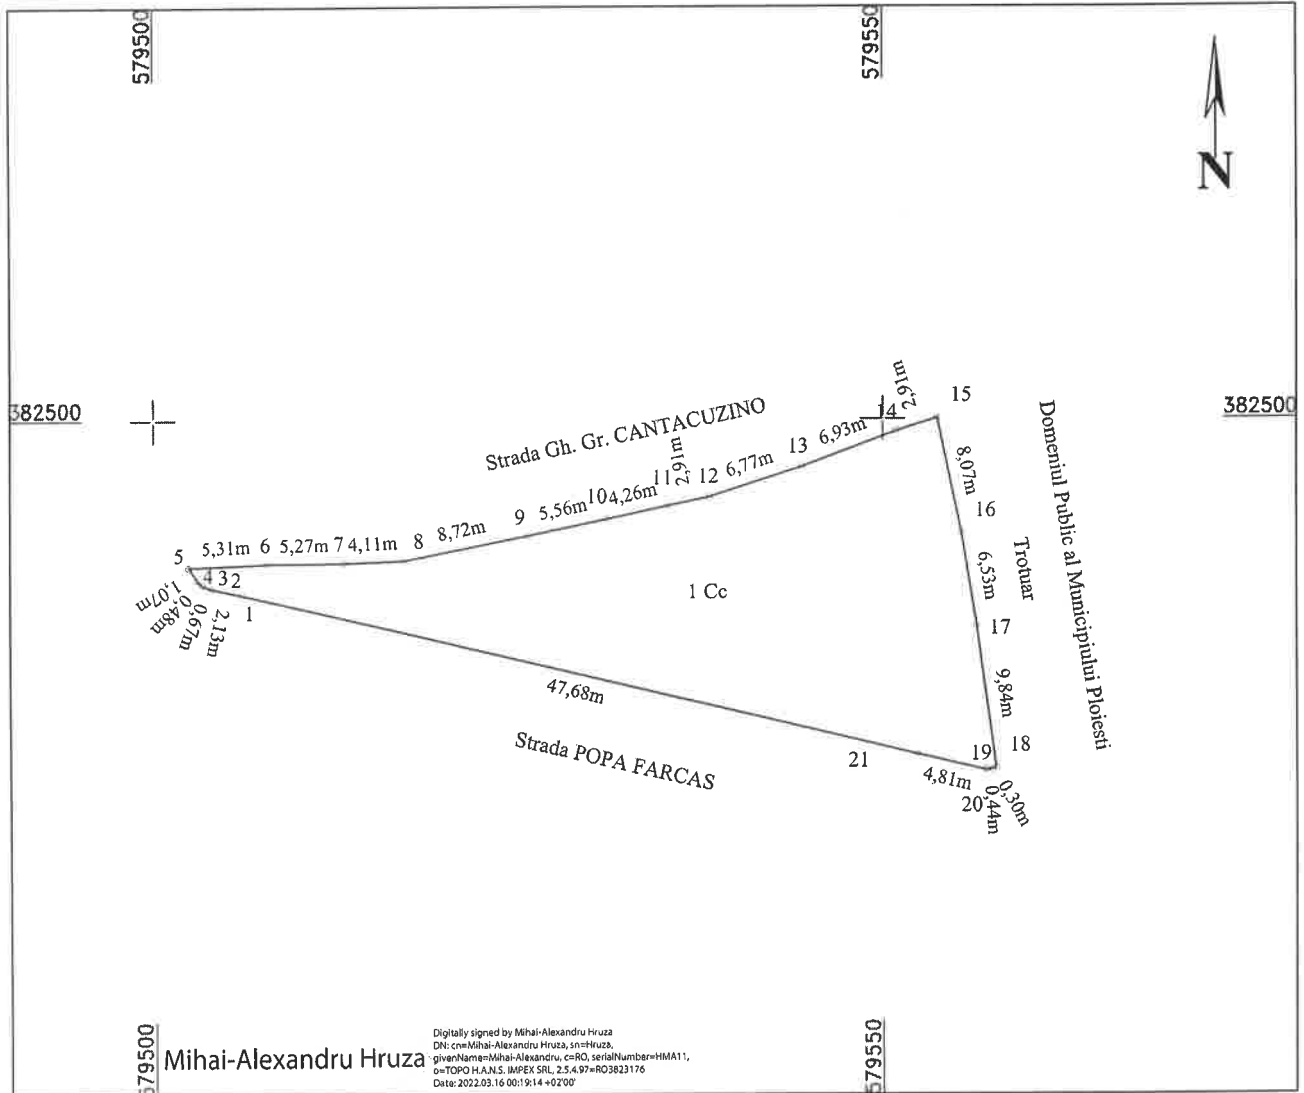 579500
579550
N
382500
382500
Strada Gh. Gr. CANTACUZINO
5
5,31m
6
5,27m
7
4,11m
8
8,72m
9
5,56m
10
4,26m
11
2,91m
12
6,77m
13
6,93m
14
2,91m
15
8,07m
16
6,53m
17
9,84m
18
Trotuar
Domeniul Public al Municipiului Ploiesti
4
3
2
1
1,07m
0,48m
0,67m
2,13m
1 Cc
47,68m
Strada POPA FARCAS
21
4,81m
19
20
0,44m
0,30m
579500
579550
Mihai-Alexandru Hruza
Digitally signed by Mihai-Alexandru Hruza
DN: cn=Mihai-Alexandru Hruza, sn=Hruza,
givenName=Mihai-Alexandru, c=RO, serialNumber=HMA11,
o=TOPO H.A.N.S. IMPEX SRL, 2.5.4.97=RO3823176
Date: 2022.03.16 00:19:14 +02'00'